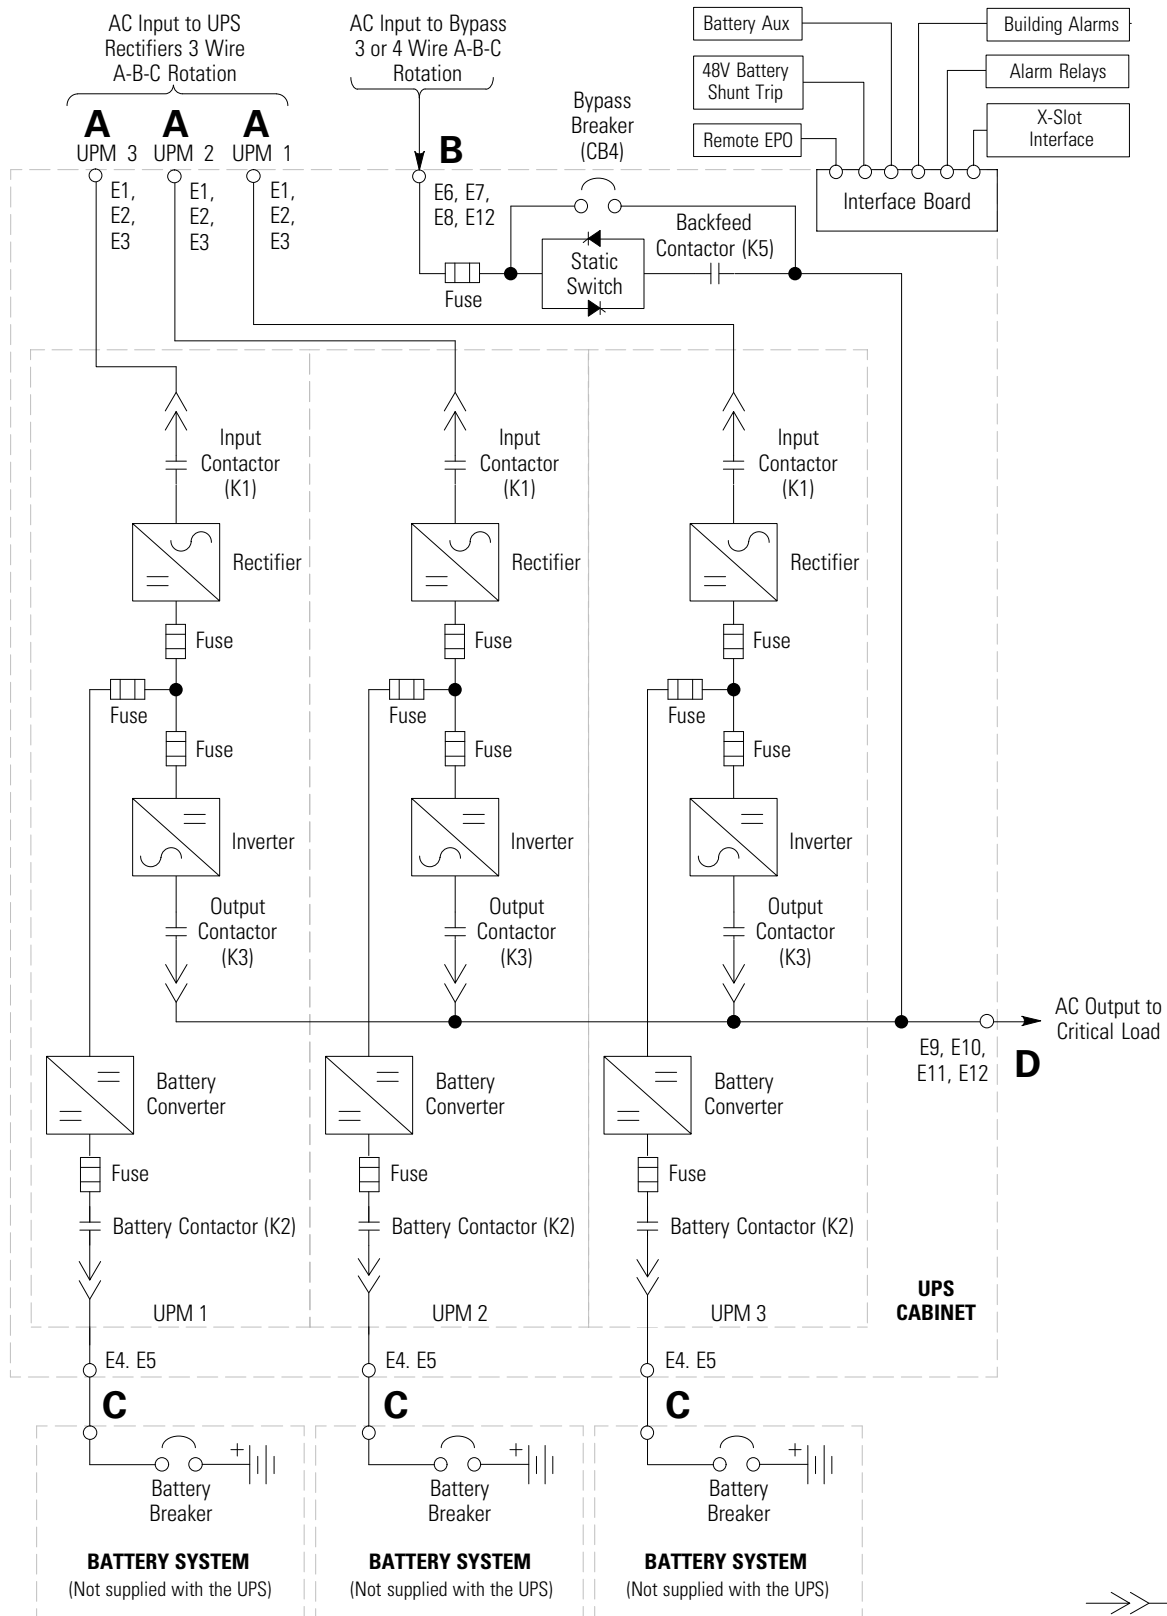 AC Input to UPS
Rectifiers 3 Wire
A-B-C Rotation
AC Input to Bypass
3 or 4 Wire A-B-C
Rotation
Bypass
Breaker
(CB4)
Battery Aux
48V Battery
Shunt Trip
Remote EPO
Building Alarms
Alarm Relays
X-Slot
Interface
Interface Board
A
UPM 3
A
UPM 2
A
UPM 1
B
E1,
E2,
E3
E1,
E2,
E3
E1,
E2,
E3
E6, E7,
E8, E12
Fuse
Static
Switch
Backfeed
Contactor (K5)
Input
Contactor
(K1)
Input
Contactor
(K1)
Input
Contactor
(K1)
Rectifier
Rectifier
Rectifier
Fuse
Fuse
Fuse
Fuse
Fuse
Fuse
Fuse
Fuse
Fuse
Inverter
Inverter
Inverter
Output
Contactor
(K3)
Output
Contactor
(K3)
Output
Contactor
(K3)
AC Output to
Critical Load
E9, E10,
E11, E12
D
Battery
Converter
Battery
Converter
Battery
Converter
Fuse
Fuse
Fuse
Battery Contactor (K2)
Battery Contactor (K2)
Battery Contactor (K2)
UPM 1
UPM 2
UPM 3
UPS
CABINET
E4. E5
E4. E5
E4. E5
C
C
C
+
+
+
Battery
Breaker
Battery
Breaker
Battery
Breaker
BATTERY SYSTEM
(Not supplied with the UPS)
BATTERY SYSTEM
(Not supplied with the UPS)
BATTERY SYSTEM
(Not supplied with the UPS)